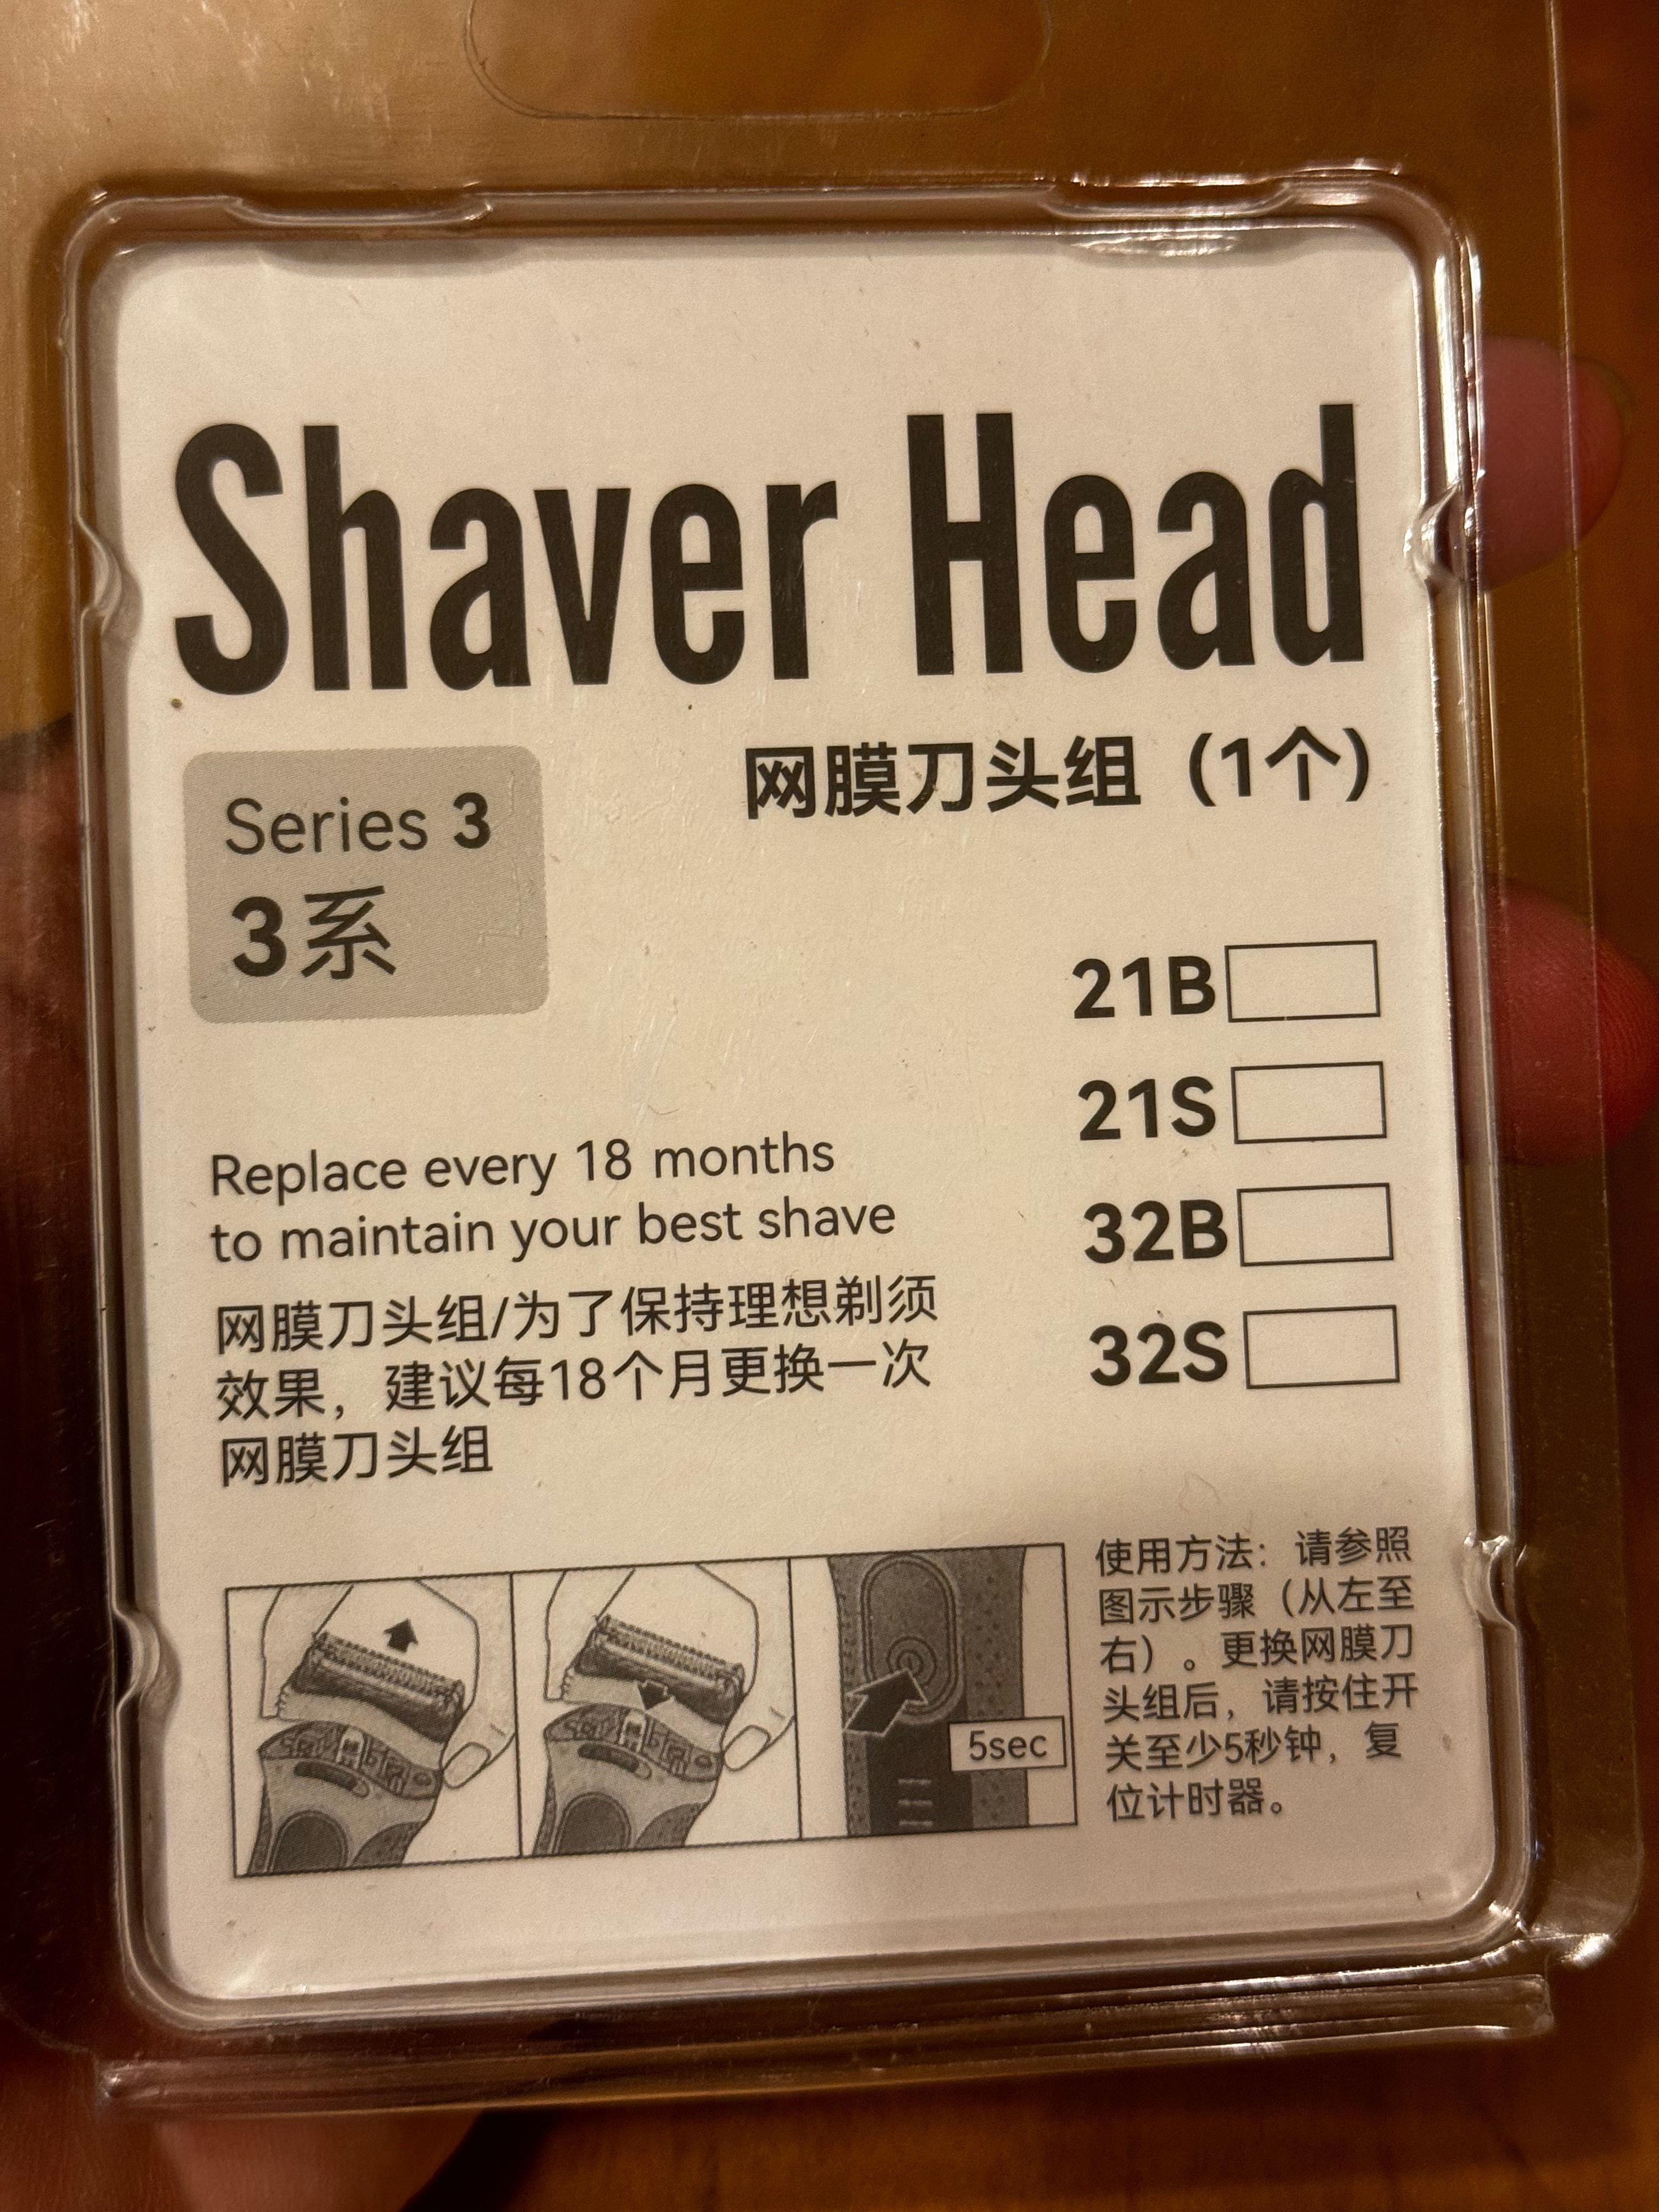 Shaver Head
网膜刀头组（1个）
Series 3
3系
21B
21S
32B
32S
Replace every 18 months
to maintain your best shave
网膜刀头组/为了保持理想剃须
效果，建议每18个月更换一次
网膜刀头组
5sec
使用方法：请参照
图示步骤（从左至
右）。更换网膜刀
头组后，请按住开
关至少5秒钟，复
位计时器。